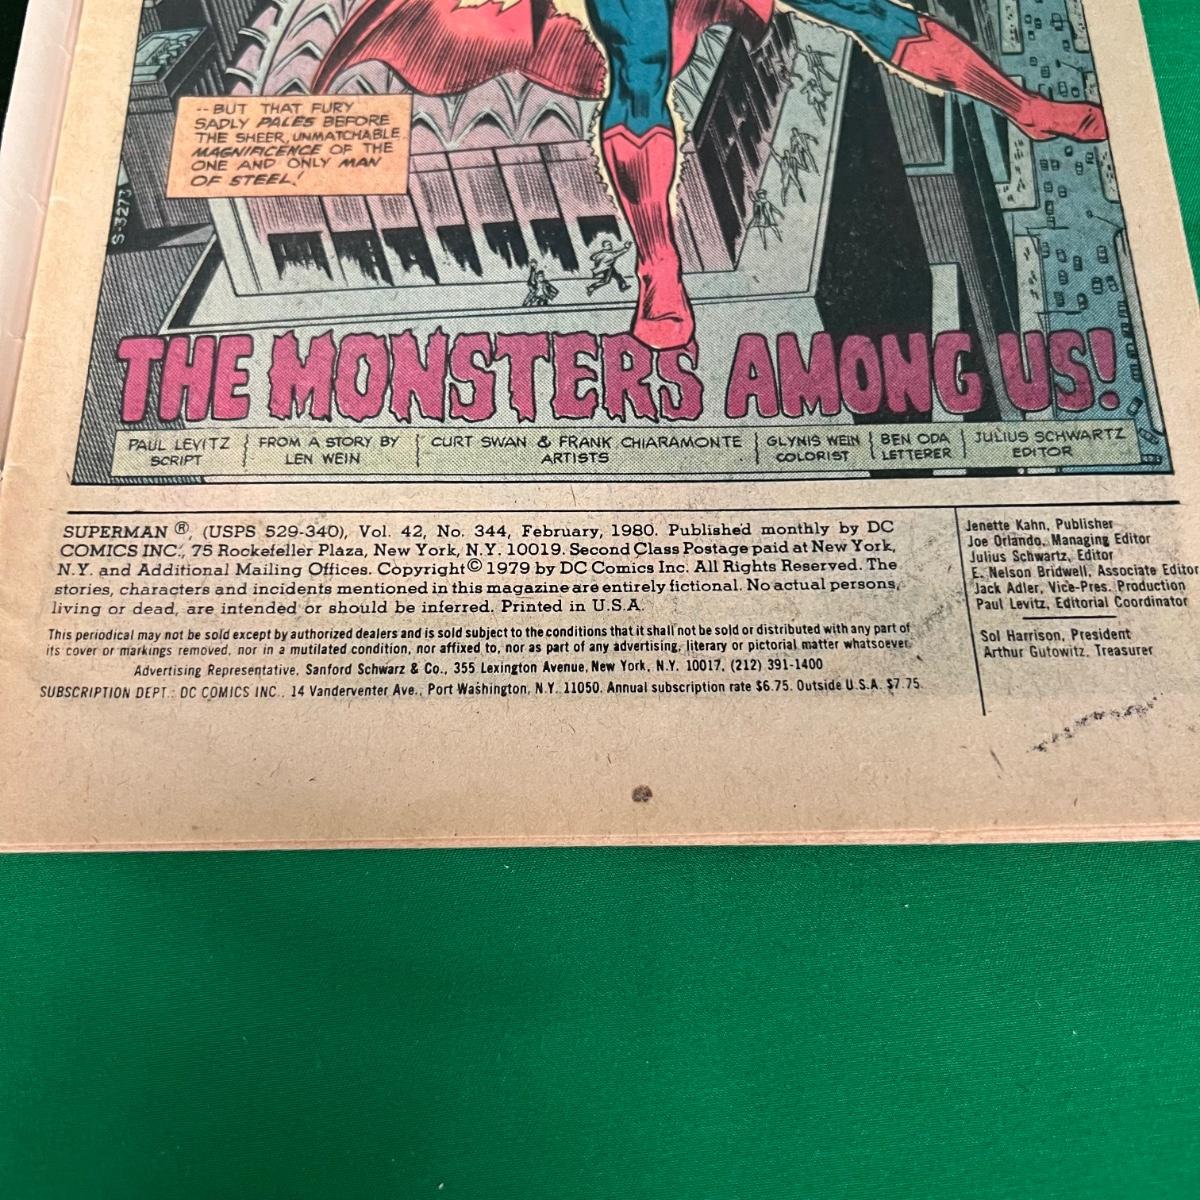 --BUT THAT FURY
SADLY PALES BEFORE
THE SHEER, UNMATCHABLE
MAGNIFICENCE OF THE
ONE AND ONLY MAN
OF STEEL!
S-3273
THE MONSTERS AMONG US!
PAUL LEVITZ
SCRIPT
FROM A STORY BY
LEN WEIN
CURT SWAN & FRANK CHIARAMONTE
ARTISTS
GLYNIS WEIN
COLORIST
BEN ODA
LETTERER
JULIUS SCHWARTZ
EDITOR
SUPERMAN ®, (USPS 529-340), Vol. 42, No. 344, February, 1980. Published monthly by DC
COMICS INC., 75 Rockefeller Plaza, New York, N.Y. 10019. Second Class Postage paid at New York,
N.Y. and Additional Mailing Offices. Copyright © 1979 by DC Comics Inc. All Rights Reserved. The
stories, characters and incidents mentioned in this magazine are entirely fictional. No actual persons,
living or dead, are intended or should be inferred. Printed in U.S.A.
This periodical may not be sold except by authorized dealers and is sold subject to the conditions that it shall not be sold or distributed with any part of
its cover or markings removed, nor in a mutilated condition, nor affixed to, nor as part of any advertising, literary or pictorial matter whatsoever.
Advertising Representative, Sanford Schwarz & Co., 355 Lexington Avenue, New York, N.Y. 10017, (212) 391-1400
SUBSCRIPTION DEPT.: DC COMICS INC., 14 Vanderventer Ave., Port Washington, N.Y. 11050. Annual subscription rate $6.75. Outside U.S.A. $7.75.
Jenette Kahn, Publisher
Joe Orlando, Managing Editor
Julius Schwartz, Editor
E. Nelson Bridwell, Associate Editor
Jack Adler, Vice-Pres. Production
Paul Levitz, Editorial Coordinator
Sol Harrison, President
Arthur Gutowitz, Treasurer